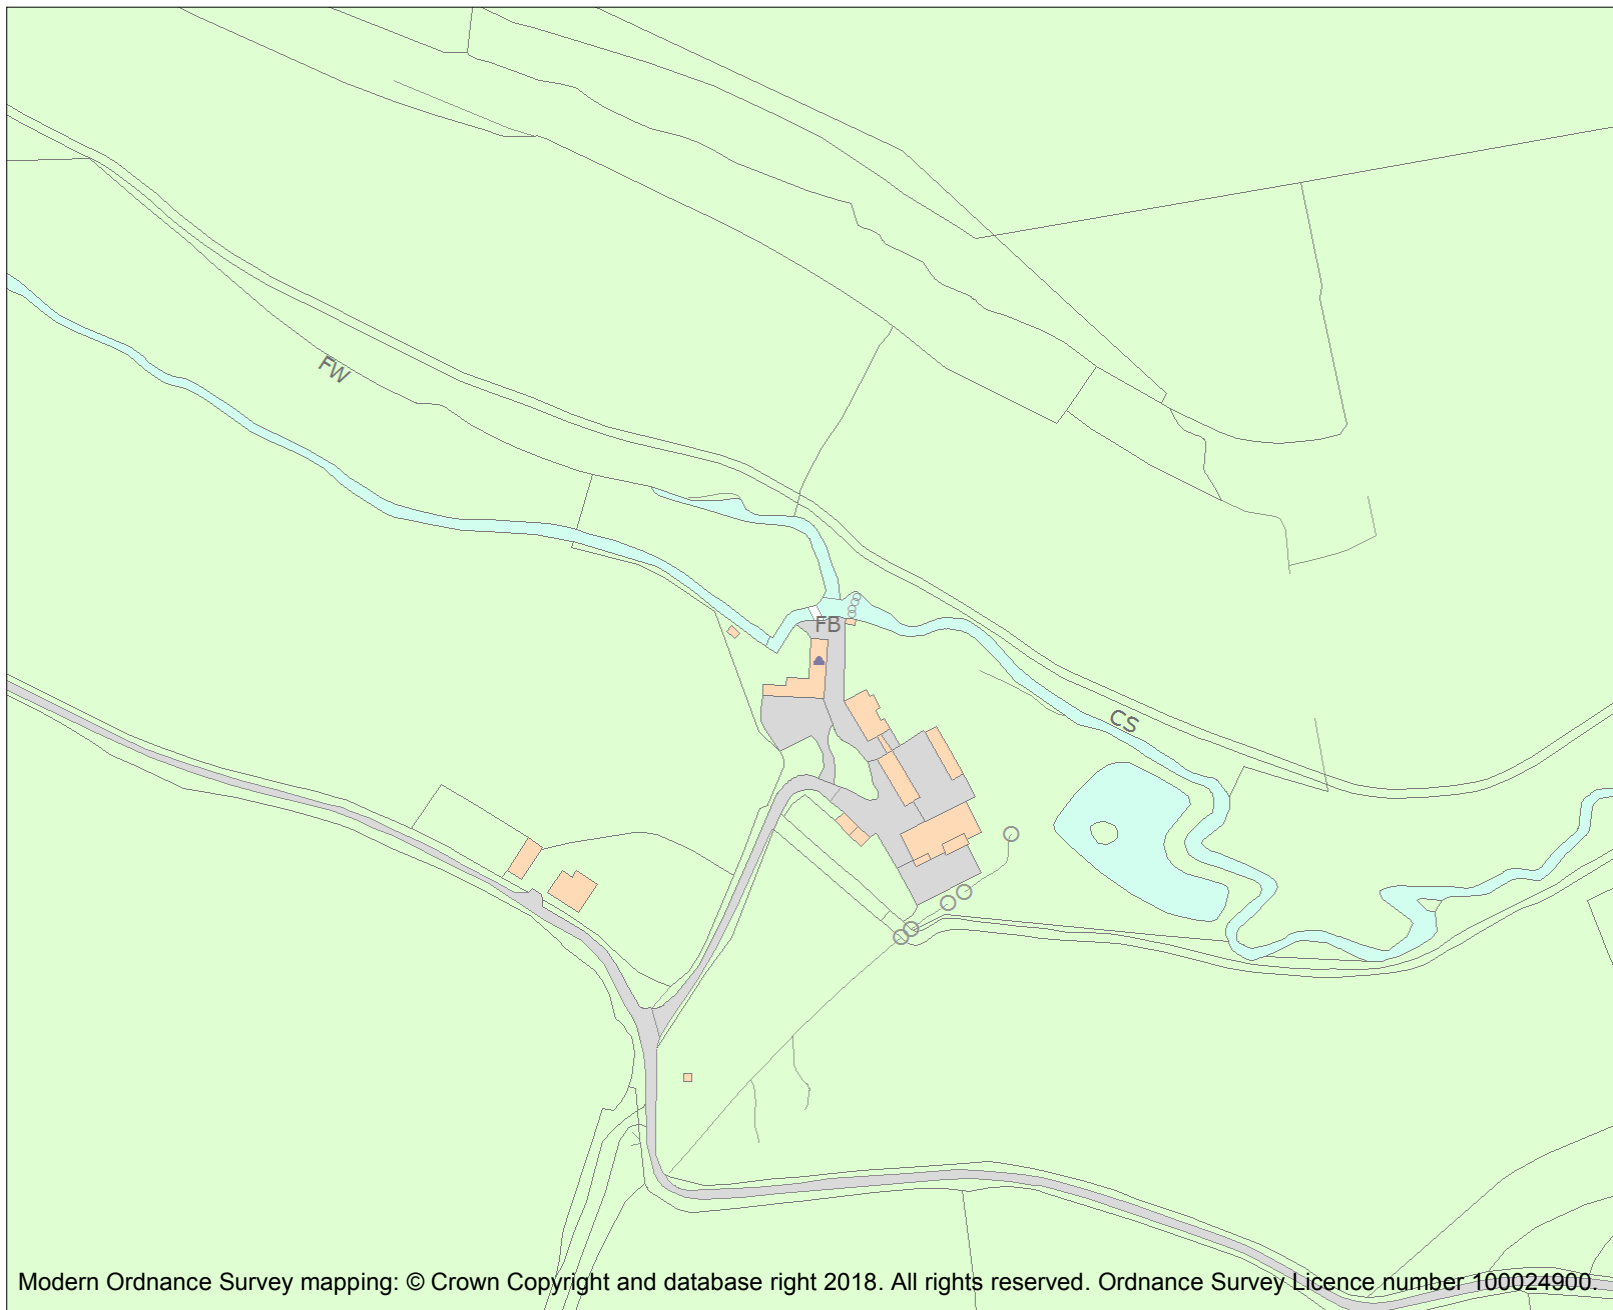 FW
FB
CS
Modern Ordnance Survey mapping: © Crown Copyright and database right 2018. All rights reserved. Ordnance Survey Licence number 100024900.